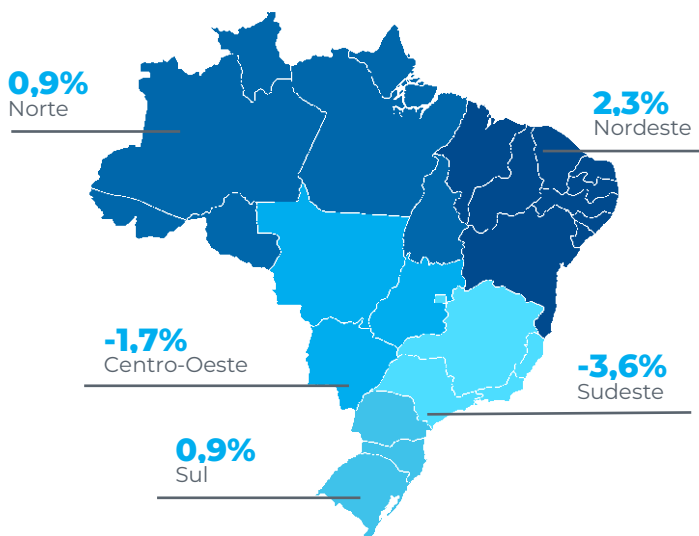 0,9%
Norte
2,3%
Nordeste
-1,7%
Centro-Oeste
-3,6%
Sudeste
0,9%
Sul